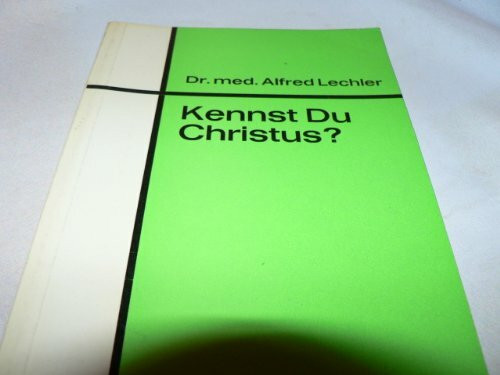 Dr. med. Alfred Lechler
Kennst Du
Christus?